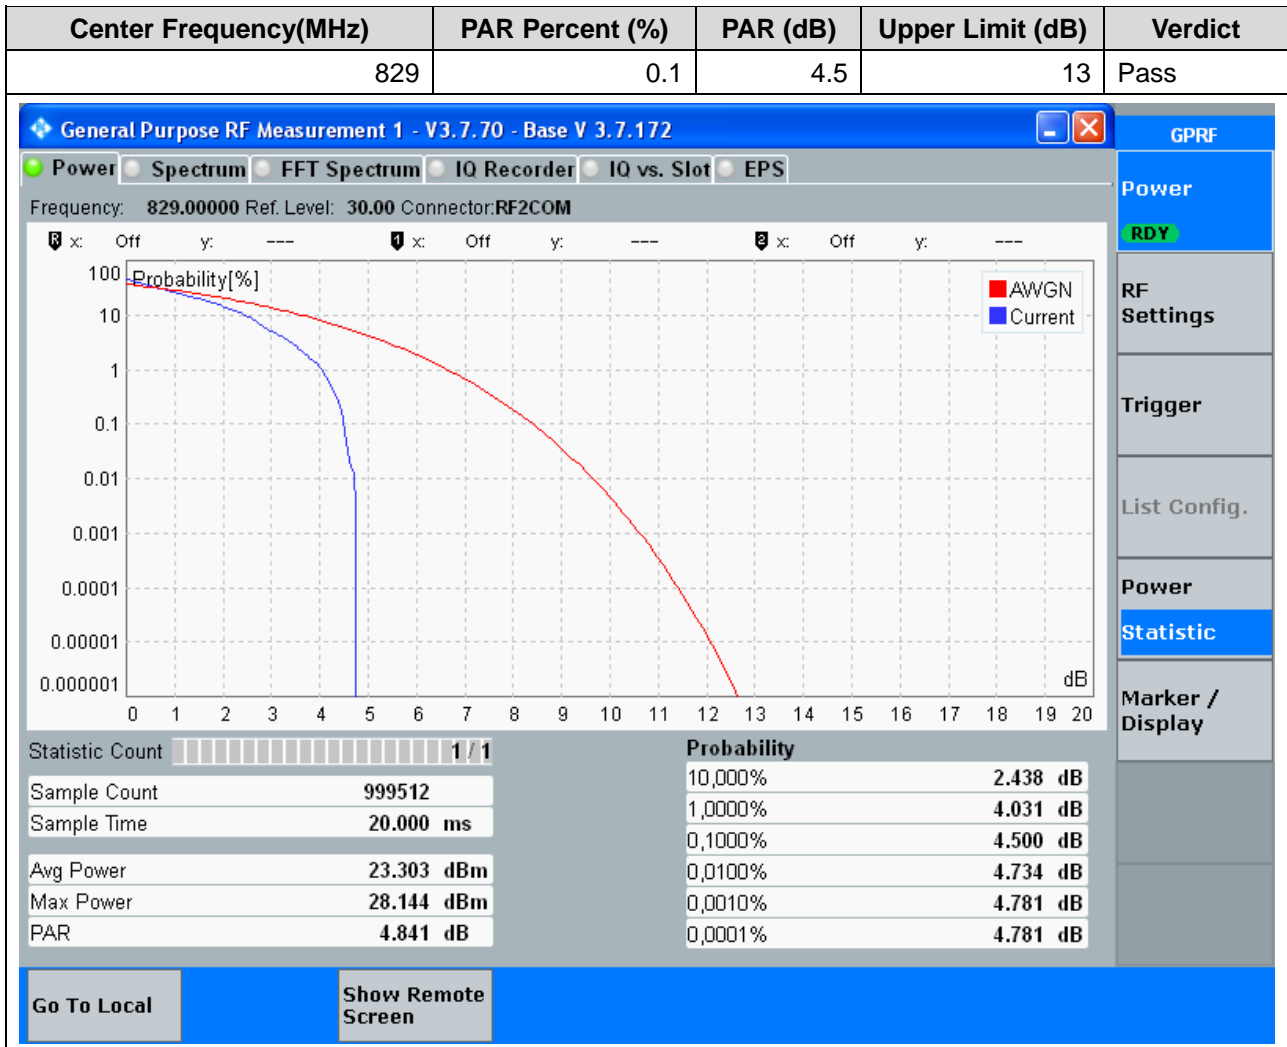 Center Frequency(MHz) PAR Percent (%) PAR (dB) Upper Limit (dB) Verdict
829 0.1 4.5 13 Pass
General Purpose RF Measurement 1 - V3.7.70 - Base V 3.7.172
GPRF
Power Spectrum FFT Spectrum IQ Recorder IQ vs. Slot EPS
Power
RDY
Frequency: 829.00000 Ref. Level: 30.00 Connector:RF2COM
R x: Off y: --- 1 x: Off y: --- 2 x: Off y: ---
Probability[%]
AWGN
Current
100
10
1
0.1
0.01
0.001
0.0001
0.00001
0.000001
dB
0 1 2 3 4 5 6 7 8 9 10 11 12 13 14 15 16 17 18 19 20
RF
Settings
Trigger
List Config.
Power
Statistic
Marker /
Display
Statistic Count 1 / 1
Sample Count 999512
Sample Time 20.000 ms
Avg Power 23.303 dBm
Max Power 28.144 dBm
PAR 4.841 dB
Probability
10,000% 2.438 dB
1,0000% 4.031 dB
0,1000% 4.500 dB
0,0100% 4.734 dB
0,0010% 4.781 dB
0,0001% 4.781 dB
Go To Local
Show Remote
Screen